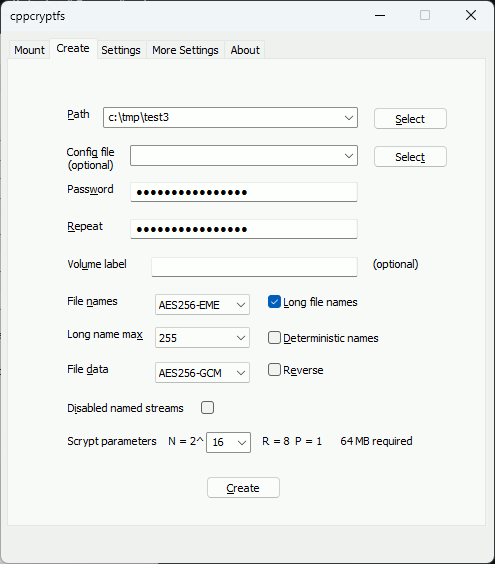 cppcryptfs
Mount Create Settings More Settings About
Path c:\tmp\test3 Select
Config file Select
(optional)
Password ●●●●●●●●●●●●●●●●
Repeat ●●●●●●●●●●●●●●●●
Volume label (optional)
File names AES256-EME Long file names
Long name max 255 Deterministic names
File data AES256-GCM Reverse
Disabled named streams
Scrypt parameters N = 2^ 16 R = 8 P = 1 64 MB required
Create